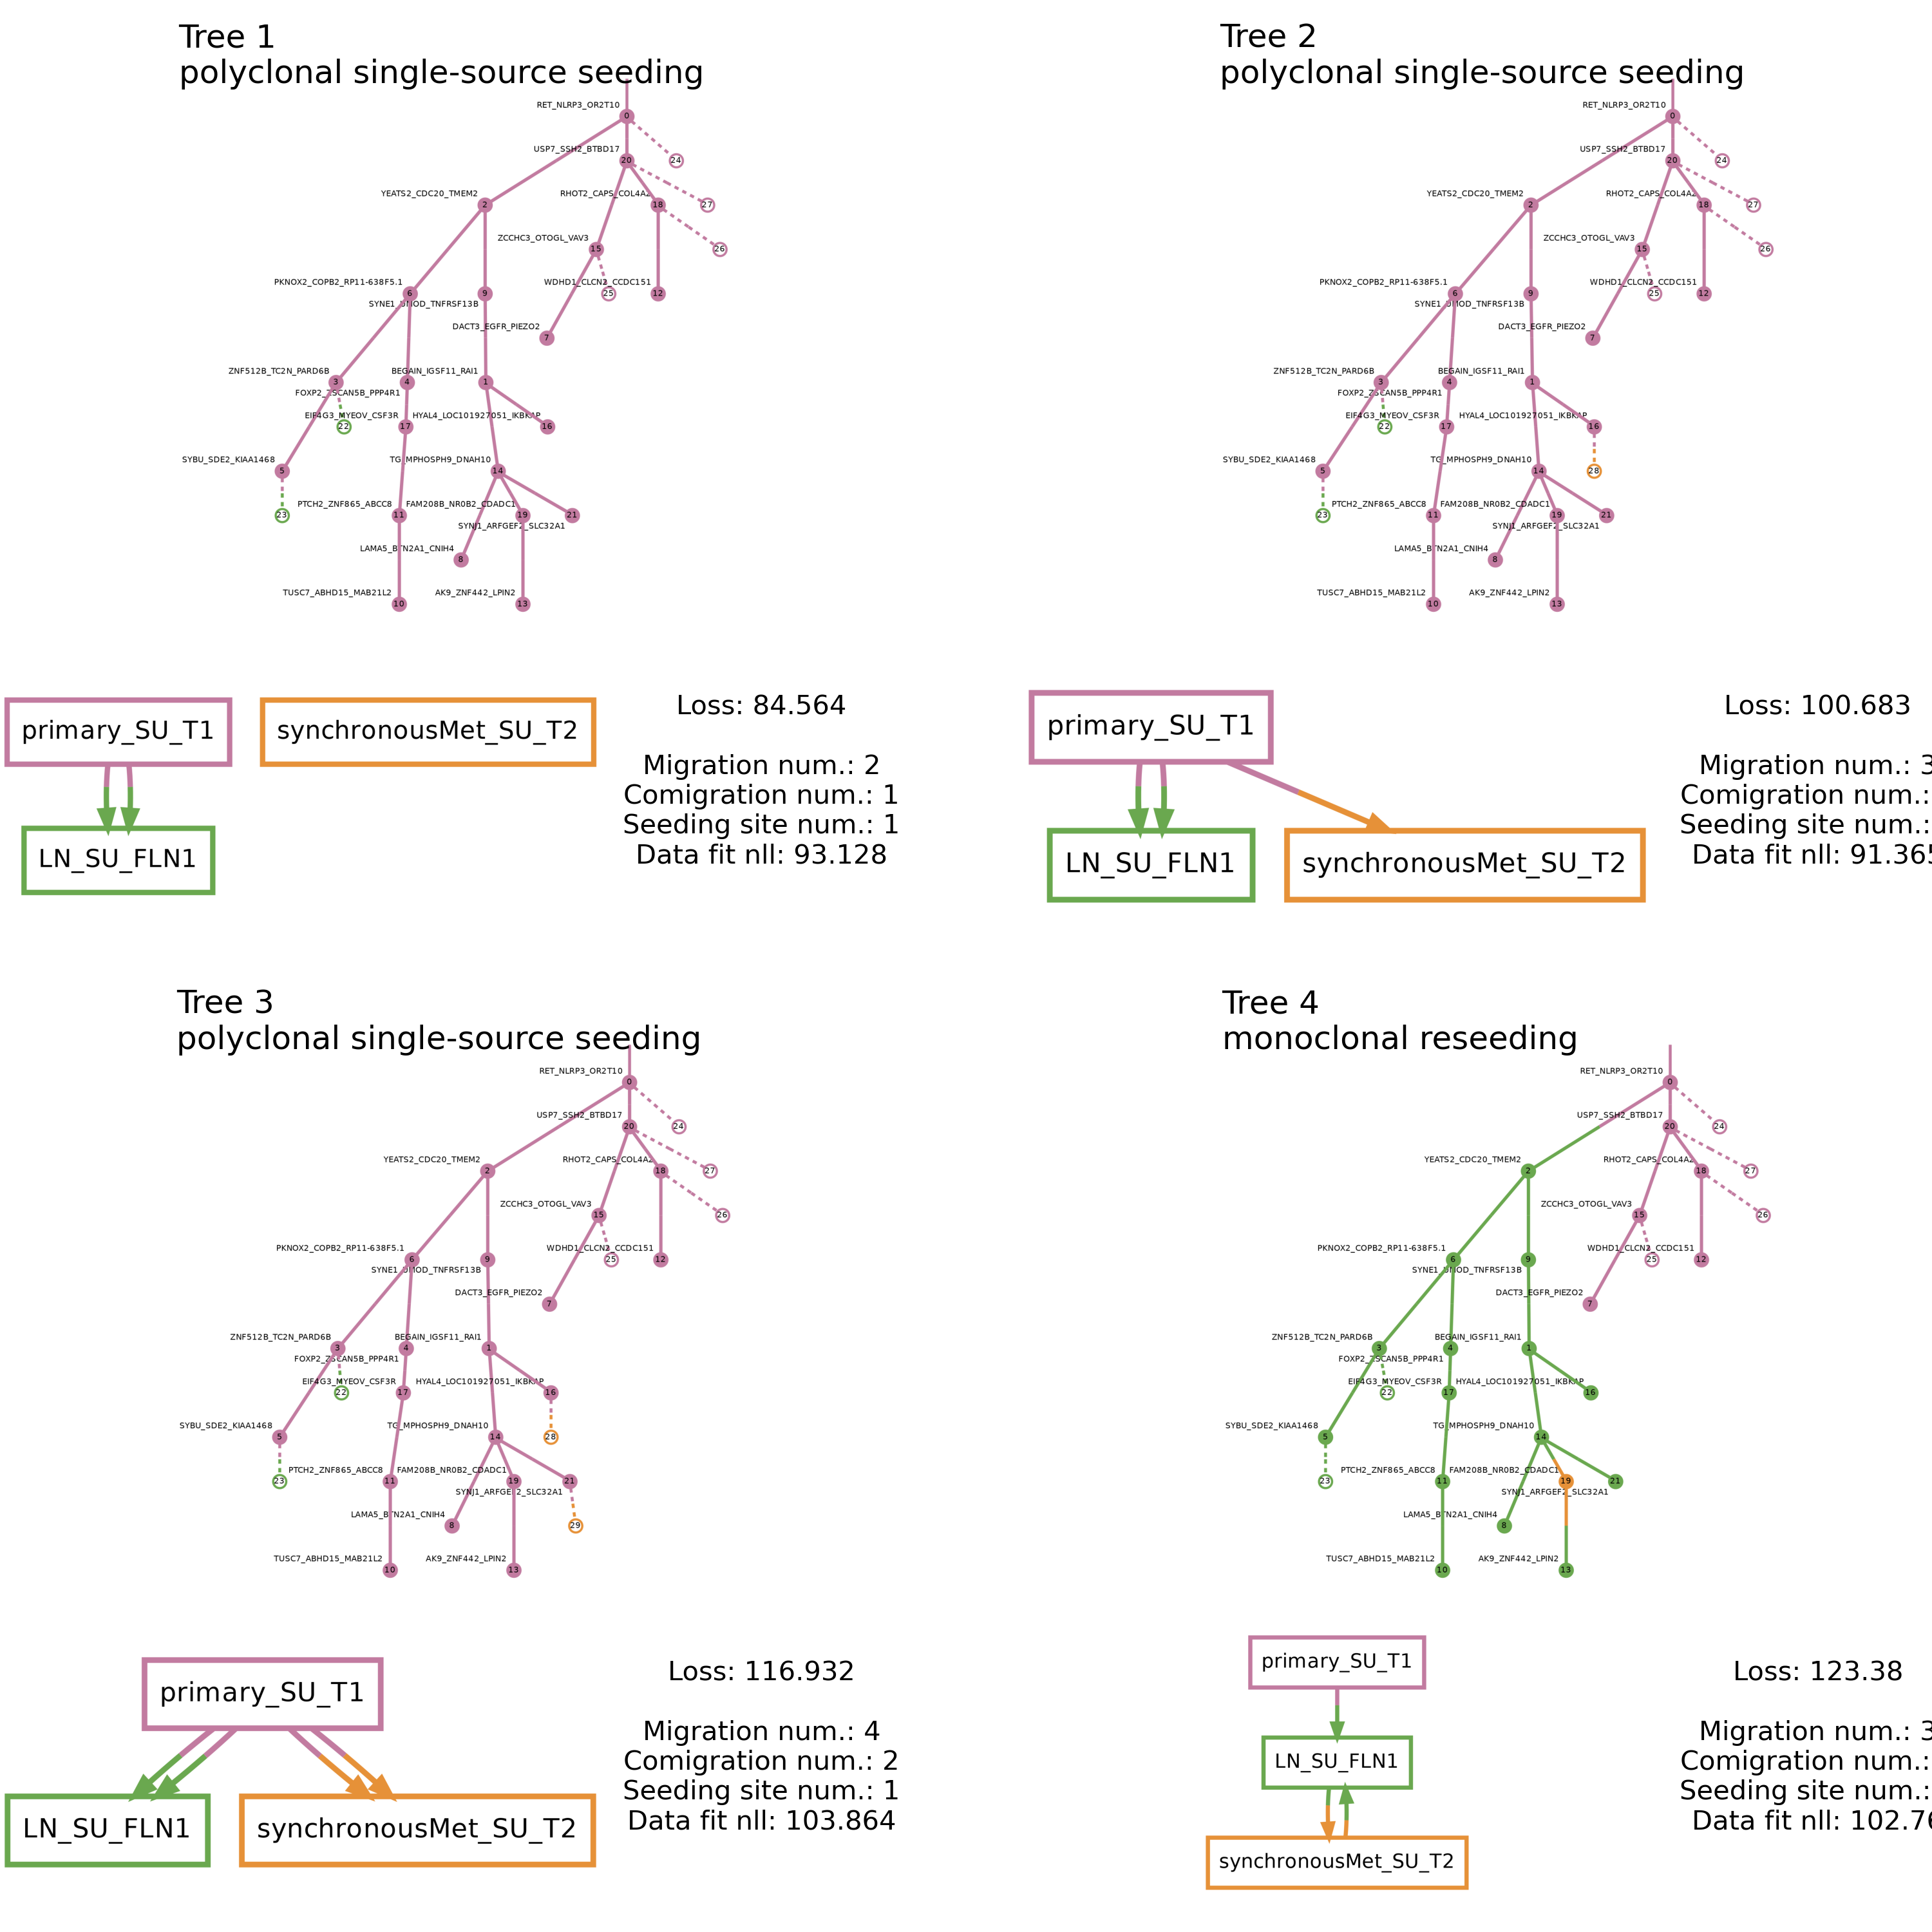 Tree 1
polyclonal single-source seeding
RET_NLRP3_OR2T10
0
USP7_SSH2_BTBD17
20
24
YEATS2_CDC20_TMEM2
2
RHOT2_CAPS_COL4A2
18
27
ZCCHC3_OTOGL_VAV3
15
26
PKNOX2_COPB2_RP11-638F5.1
6
9
WDHD1_CLCN3_CCDC151
25
12
SYNE1_UMOD_TNFRSF13B
DACT3_EGFR_PIEZO2
7
ZNF512B_TC2N_PARD6B
3
4
BEGAIN_IGSF11_RAI1
1
FOXP2_ZSCAN5B_PPP4R1
EIF4G3_MYEOV_CSF3R
22
17
HYAL4_LOC101927051_IKBKAP
16
SYBU_SDE2_KIAA1468
5
TG_MPHOSPH9_DNAH10
14
23
PTCH2_ZNF865_ABCC8
11
FAM208B_NR0B2_CDADC1
19
21
SYNJ1_ARFGEF2_SLC32A1
LAMA5_BTN2A1_CNIH4
8
TUSC7_ABHD15_MAB21L2
10
AK9_ZNF442_LPIN2
13
primary_SU_T1
synchronousMet_SU_T2
LN_SU_FLN1
Loss: 84.564
Migration num.: 2
Comigration num.: 1
Seeding site num.: 1
Data fit nll: 93.128
Tree 2
polyclonal single-source seeding
RET_NLRP3_OR2T10
0
USP7_SSH2_BTBD17
20
24
YEATS2_CDC20_TMEM2
2
RHOT2_CAPS_COL4A2
18
27
ZCCHC3_OTOGL_VAV3
15
26
PKNOX2_COPB2_RP11-638F5.1
6
9
WDHD1_CLCN3_CCDC151
25
12
SYNE1_UMOD_TNFRSF13B
DACT3_EGFR_PIEZO2
7
ZNF512B_TC2N_PARD6B
3
4
BEGAIN_IGSF11_RAI1
1
FOXP2_ZSCAN5B_PPP4R1
EIF4G3_MYEOV_CSF3R
22
17
HYAL4_LOC101927051_IKBKAP
16
SYBU_SDE2_KIAA1468
5
TG_MPHOSPH9_DNAH10
14
28
23
PTCH2_ZNF865_ABCC8
11
FAM208B_NR0B2_CDADC1
19
21
SYNJ1_ARFGEF2_SLC32A1
LAMA5_BTN2A1_CNIH4
8
TUSC7_ABHD15_MAB21L2
10
AK9_ZNF442_LPIN2
13
primary_SU_T1
LN_SU_FLN1
synchronousMet_SU_T2
Loss: 100.683
Migration num.: 3
Comigration num.:
Seeding site num.:
Data fit nll: 91.365
Tree 3
polyclonal single-source seeding
RET_NLRP3_OR2T10
0
USP7_SSH2_BTBD17
20
24
YEATS2_CDC20_TMEM2
2
RHOT2_CAPS_COL4A2
18
27
ZCCHC3_OTOGL_VAV3
15
26
PKNOX2_COPB2_RP11-638F5.1
6
9
WDHD1_CLCN3_CCDC151
25
12
SYNE1_UMOD_TNFRSF13B
DACT3_EGFR_PIEZO2
7
ZNF512B_TC2N_PARD6B
3
4
BEGAIN_IGSF11_RAI1
1
FOXP2_ZSCAN5B_PPP4R1
EIF4G3_MYEOV_CSF3R
22
17
HYAL4_LOC101927051_IKBKAP
16
SYBU_SDE2_KIAA1468
5
TG_MPHOSPH9_DNAH10
14
28
23
PTCH2_ZNF865_ABCC8
11
FAM208B_NR0B2_CDADC1
19
21
SYNJ1_ARFGEF2_SLC32A1
LAMA5_BTN2A1_CNIH4
8
29
TUSC7_ABHD15_MAB21L2
10
AK9_ZNF442_LPIN2
13
primary_SU_T1
LN_SU_FLN1
synchronousMet_SU_T2
Loss: 116.932
Migration num.: 4
Comigration num.: 2
Seeding site num.: 1
Data fit nll: 103.864
Tree 4
monoclonal reseeding
RET_NLRP3_OR2T10
0
USP7_SSH2_BTBD17
20
24
YEATS2_CDC20_TMEM2
2
RHOT2_CAPS_COL4A2
18
27
ZCCHC3_OTOGL_VAV3
15
26
PKNOX2_COPB2_RP11-638F5.1
6
9
WDHD1_CLCN3_CCDC151
25
12
SYNE1_UMOD_TNFRSF13B
DACT3_EGFR_PIEZO2
7
ZNF512B_TC2N_PARD6B
3
4
BEGAIN_IGSF11_RAI1
1
FOXP2_ZSCAN5B_PPP4R1
EIF4G3_MYEOV_CSF3R
22
17
HYAL4_LOC101927051_IKBKAP
16
SYBU_SDE2_KIAA1468
5
TG_MPHOSPH9_DNAH10
14
23
PTCH2_ZNF865_ABCC8
11
FAM208B_NR0B2_CDADC1
19
21
SYNJ1_ARFGEF2_SLC32A1
LAMA5_BTN2A1_CNIH4
8
TUSC7_ABHD15_MAB21L2
10
AK9_ZNF442_LPIN2
13
primary_SU_T1
LN_SU_FLN1
synchronousMet_SU_T2
Loss: 123.38
Migration num.: 3
Comigration num.:
Seeding site num.:
Data fit nll: 102.76